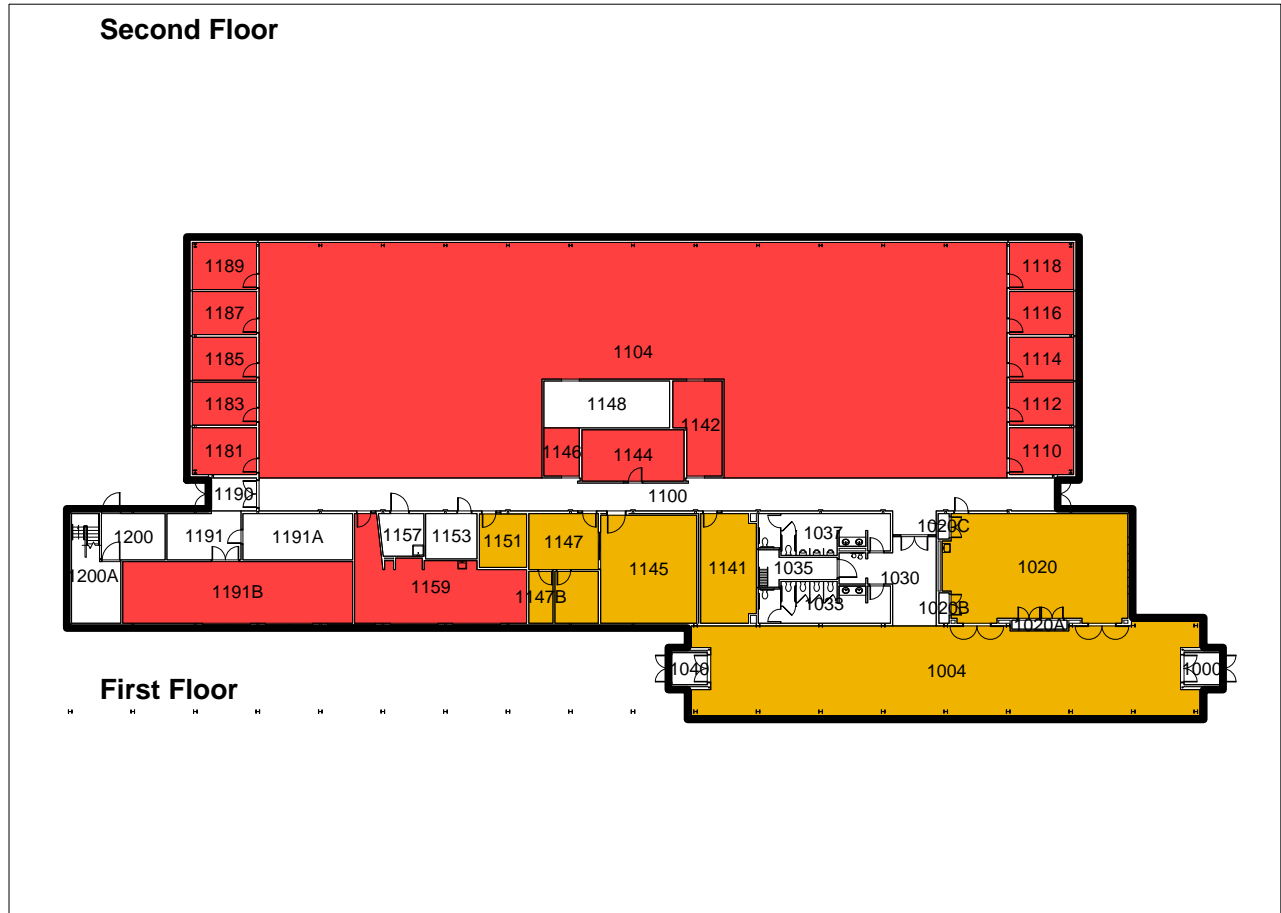 Second Floor
1189 1118
1187 1116
1104
1185 1114
1183 1148 1112
1142
1181 1146 1144 1110
1190 1100
1020C
1200 1191 1191A 1157 1153 1151 1147 1037
1145 1141 1035 1030 1020
1200A
1191B 1159 1147B 1033 1020B
1020A
1040 1004 1000
First Floor